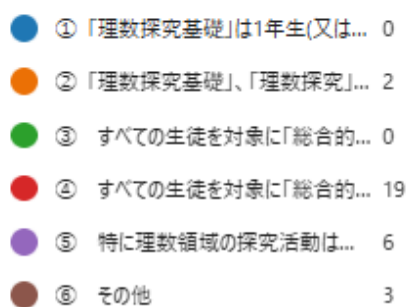 ① 「理数探究基礎」は1年生(又は... 0
② 「理数探究基礎」、「理数探究」... 2
③ すべての生徒を対象に「総合的... 0
④ すべての生徒を対象に「総合的... 19
⑤ 特に理数領域の探究活動は... 6
⑥ その他 3